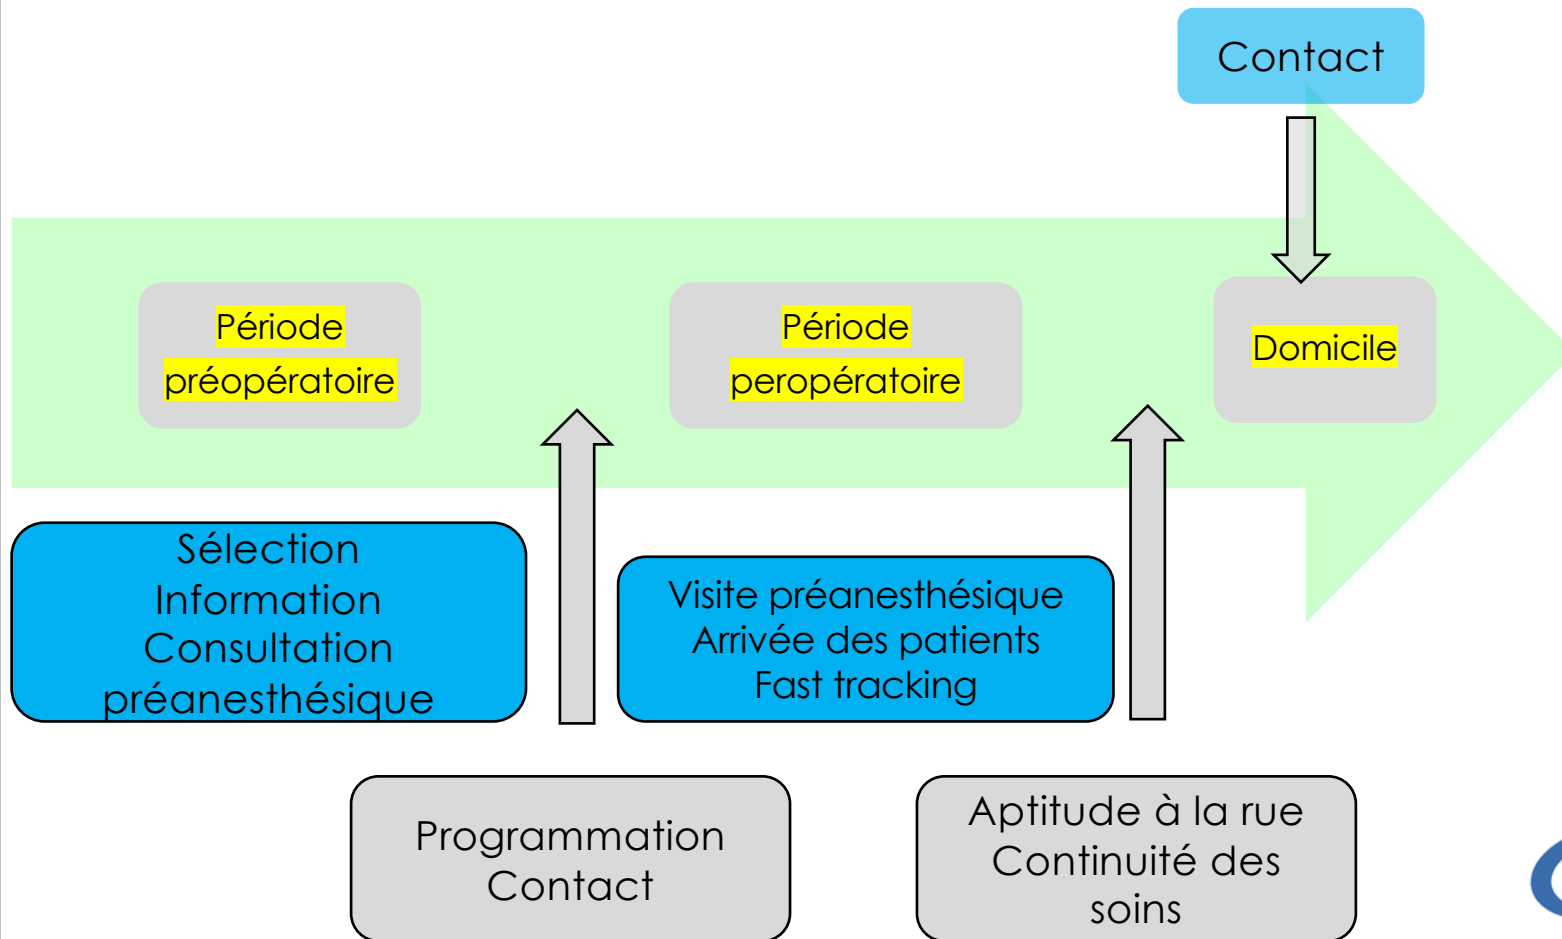 Contact
Période
préopératoire
Période
peropératoire
Domicile
Sélection
Information
Consultation
préanesthésique
Visite préanesthésique
Arrivée des patients
Fast tracking
Programmation
Contact
Aptitude à la rue
Continuité des
soins